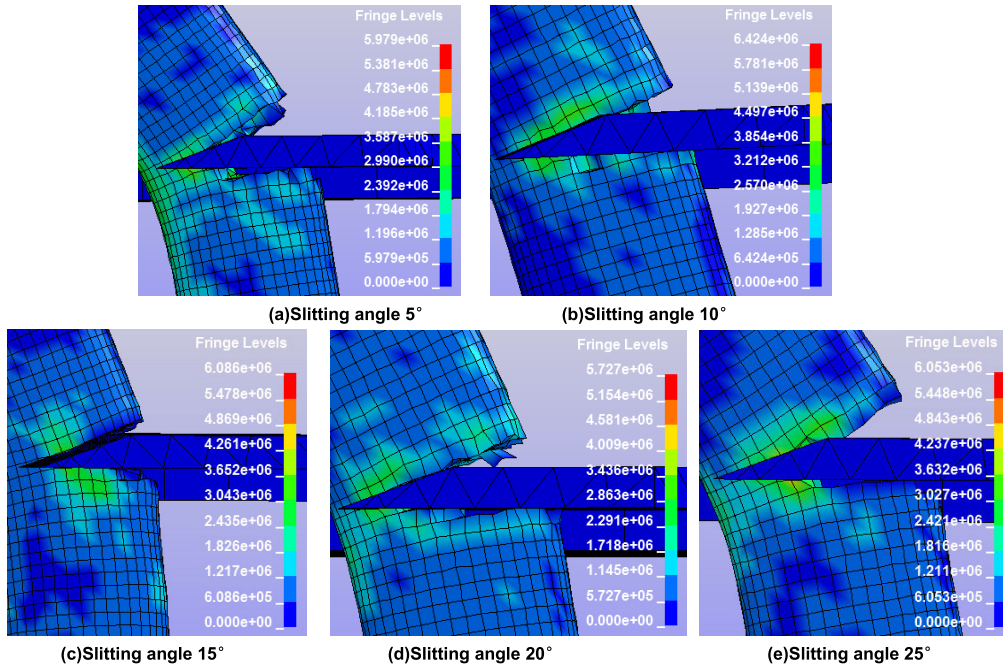 Fringe Levels
5.979e+06
5.381e+06
4.783e+06
4.185e+06
3.587e+06
2.990e+06
2.392e+06
1.794e+06
1.196e+06
5.979e+05
0.000e+00
(a)Slitting angle 5°
Fringe Levels
6.424e+06
5.781e+06
5.139e+06
4.497e+06
3.854e+06
3.212e+06
2.570e+06
1.927e+06
1.285e+06
6.424e+05
0.000e+00
(b)Slitting angle 10°
Fringe Levels
6.086e+06
5.478e+06
4.869e+06
4.261e+06
3.652e+06
3.043e+06
2.435e+06
1.826e+06
1.217e+06
6.086e+05
0.000e+00
(c)Slitting angle 15°
Fringe Levels
5.727e+06
5.154e+06
4.581e+06
4.009e+06
3.436e+06
2.863e+06
2.291e+06
1.718e+06
1.145e+06
5.727e+05
0.000e+00
(d)Slitting angle 20°
Fringe Levels
6.053e+06
5.448e+06
4.843e+06
4.237e+06
3.632e+06
3.027e+06
2.421e+06
1.816e+06
1.211e+06
6.053e+05
0.000e+00
(e)Slitting angle 25°